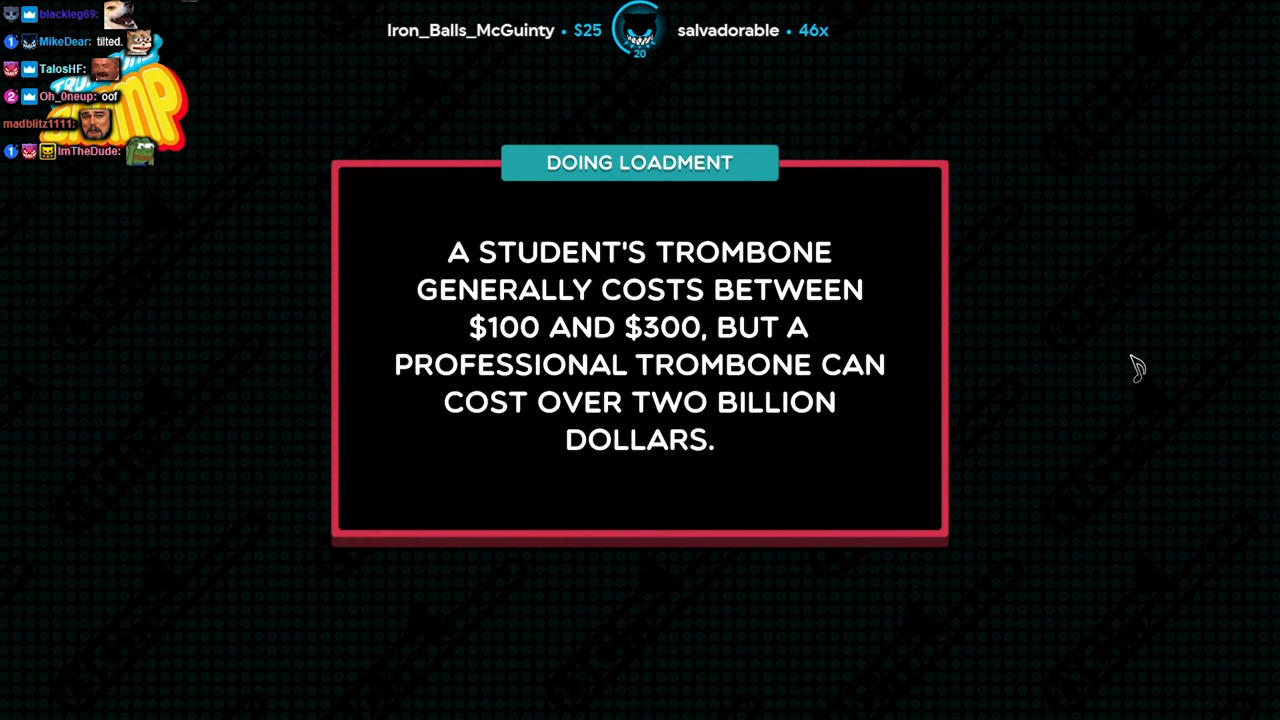 blackleg69:
MikeDear: tilted.
TalosHF:
Oh_0neup: oof
madblitz1111:
ImTheDude:
Iron_Balls_McGuinty • $25
20
salvadorable • 46x
DOING LOADMENT
A STUDENT'S TROMBONE
GENERALLY COSTS BETWEEN
$100 AND $300, BUT A
PROFESSIONAL TROMBONE CAN
COST OVER TWO BILLION
DOLLARS.